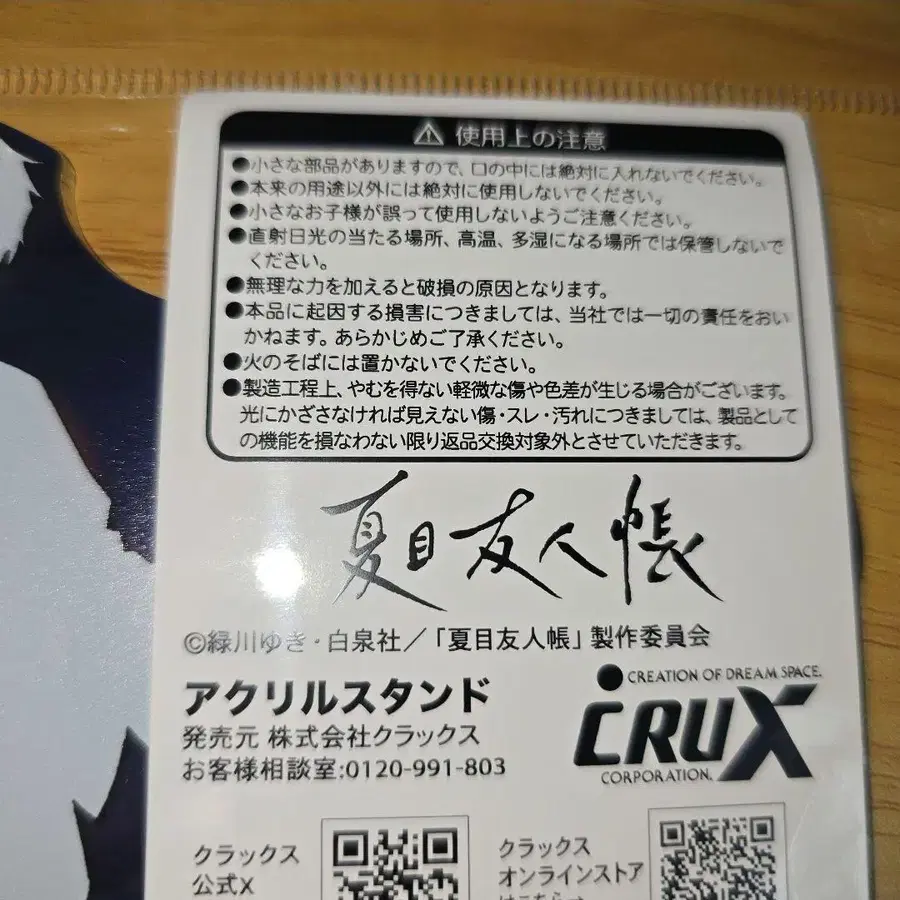 ⚠ 使用上の注意
●小さな部品がありますので、口の中には絶対に入れないでください。
●本来の用途以外には絶対に使用しないでください。
●小さなお子様が誤って使用しないようご注意ください。
●直射日光の当たる場所、高温、多湿になる場所では保管しないで
ください。
●無理な力を加えると破損の原因となります。
●本品に起因する損害につきましては、当社では一切の責任をおい
かねます。あらかじめご了承ください。
●火のそばには置かないでください。
●製造工程上、やむを得ない軽微な傷や色差が生じる場合がございます。
光にかざさなければ見えない傷・スレ・汚れにつきましては、製品として
の機能を損なわない限り返品交換対象外とさせていただきます。
夏目友人帳
©緑川ゆき・白泉社／「夏目友人帳」製作委員会
アクリルスタンド
発売元 株式会社クラックス
お客様相談室:0120-991-803
CREATION OF DREAM SPACE.
CRUX
CORPORATION.
クラックス
公式X
クラックス
オンラインストア
はこちら→